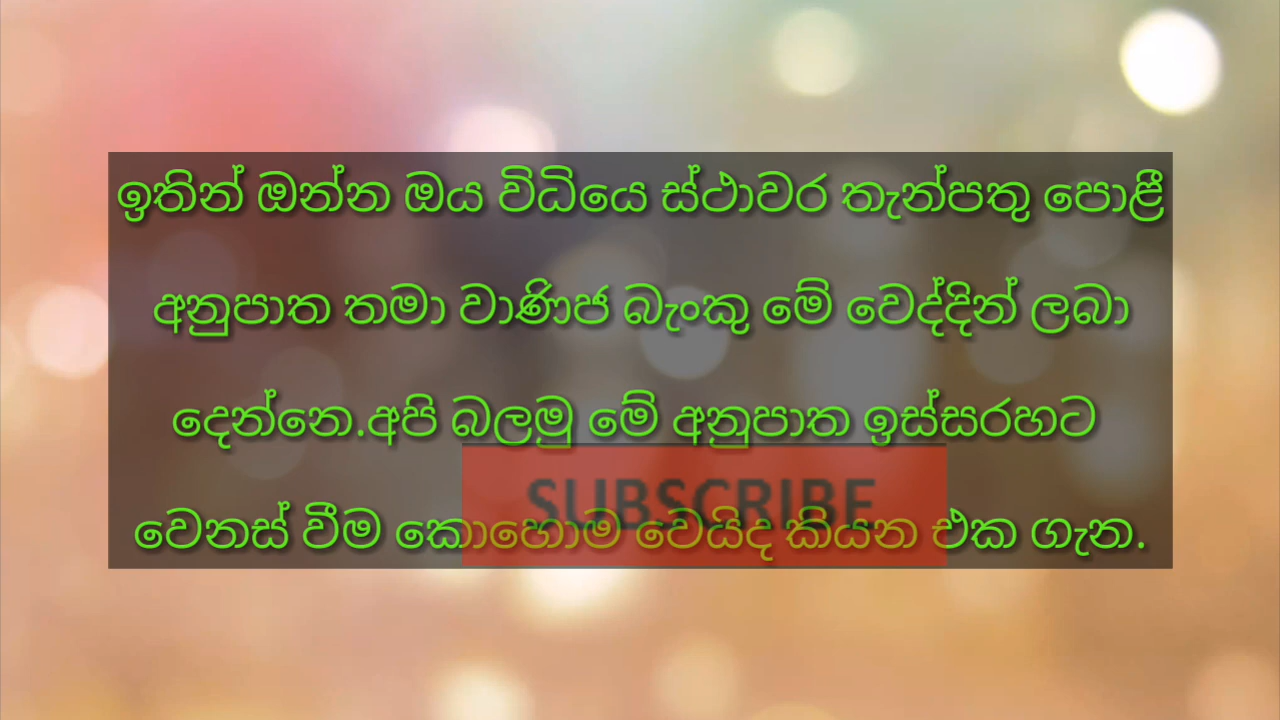 ඉතින් ඔන්න ඔය විධියෙ ස්ථාවර තැන්පතු පොළී
අනුපාත තමා වාණිජ බැංකු මේ වෙද්දින් ලබා
දෙන්නෙ.අපි බලමු මේ අනුපාත ඉස්සරහට
වෙනස් වීම කොහොම වෙයිද කියන එක ගැන.
SUBSCRIBE